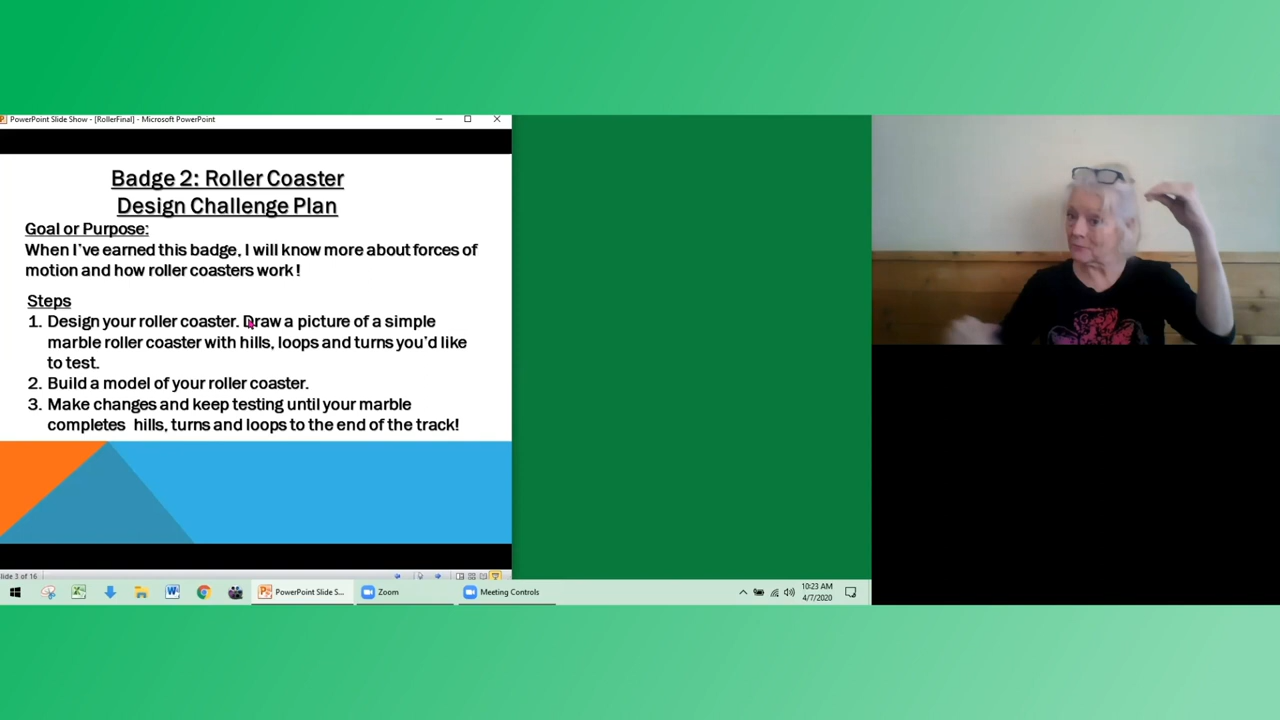 PowerPoint Slide Show - [RollerFinal] - Microsoft PowerPoint
Badge 2: Roller Coaster
Design Challenge Plan
Goal or Purpose:
When I've earned this badge, I will know more about forces of
motion and how roller coasters work!
Steps
1. Design your roller coaster. Draw a picture of a simple
marble roller coaster with hills, loops and turns you'd like
to test.
2. Build a model of your roller coaster.
3. Make changes and keep testing until your marble
completes hills, turns and loops to the end of the track!
Slide 3 of 16
PowerPoint Slide S...
Zoom
Meeting Controls
10:23 AM
4/7/2020